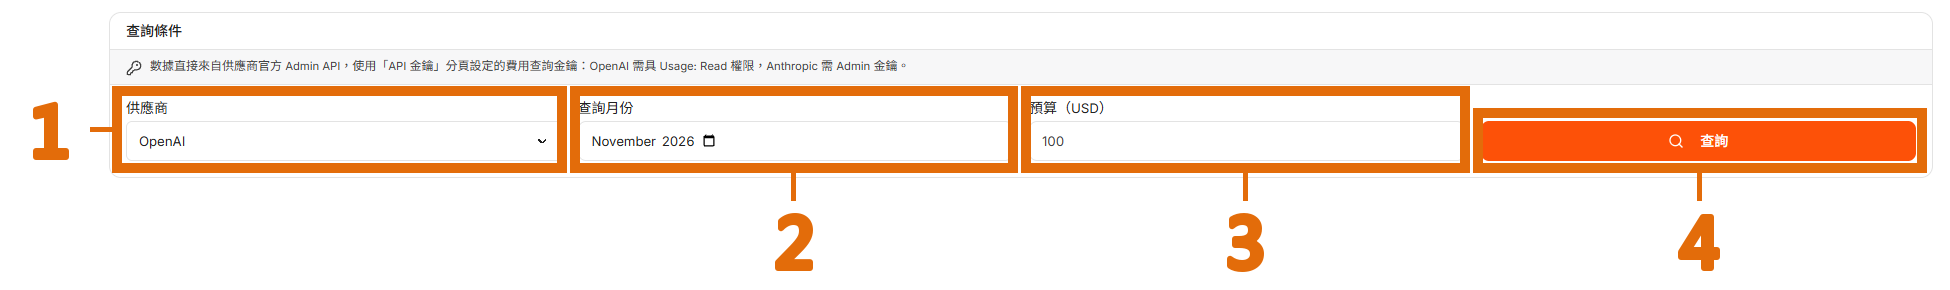 查詢條件
數據直接來自供應商官方 Admin API，使用「API 金鑰」分頁設定的費用查詢金鑰：OpenAI 需具 Usage: Read 權限，Anthropic 需 Admin 金鑰。
供應商
查詢月份
預算（USD）
OpenAI
November 2026
100
查詢
1
2
3
4